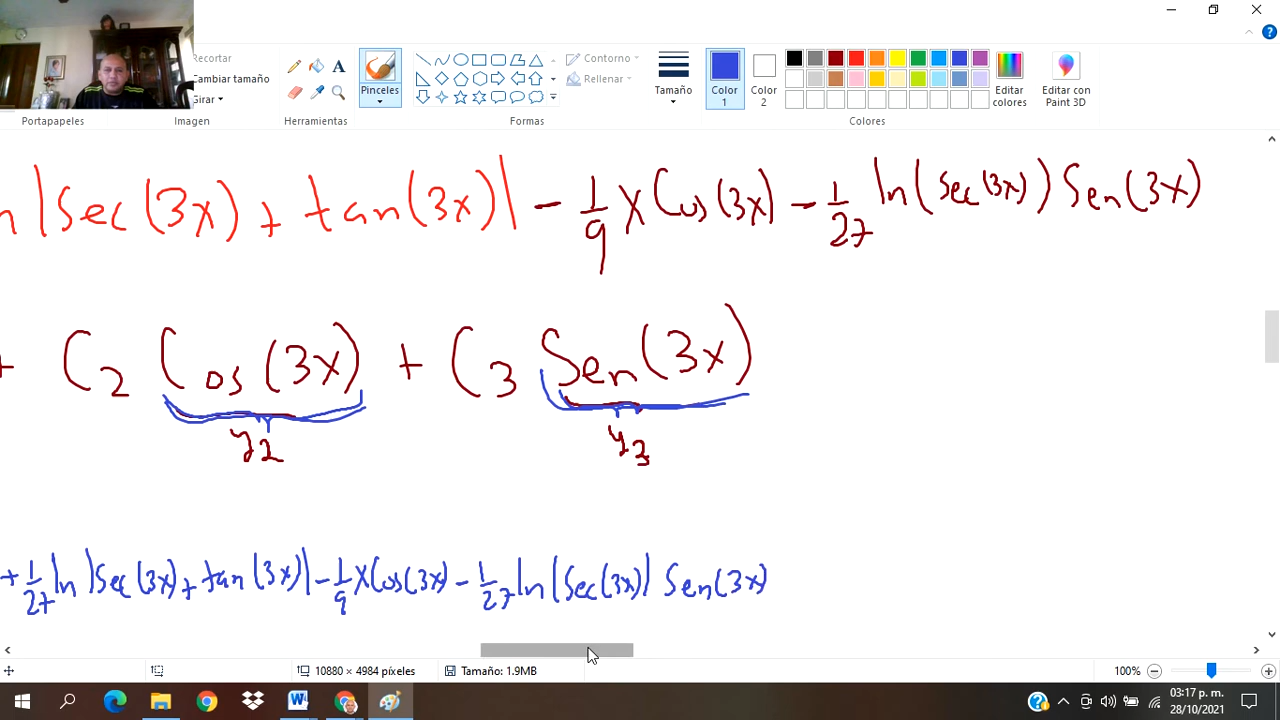 Recortar
Cambiar tamaño
Girar
Pinceles
Contorno
Rellenar
Tamaño
Color 1
Color 2
Editar colores
Editar con Paint 3D
Portapapeles
Imagen
Herramientas
Formas
Colores
n |Sec(3x) + tan(3x)| - 1/9 x Cos(3x) - 1/27 ln(Sec(3x)) Sen(3x)
+ C2 Cos(3x) + C3 Sen(3x)
y2 y3
+ 1/27 ln |Sec(3x) + tan(3x)| - 1/9 x Cos(3x) - 1/27 ln|Sec(3x)| Sen(3x)
10880 × 4984 píxeles
Tamaño: 1.9MB
100%
03:17 p. m.
28/10/2021